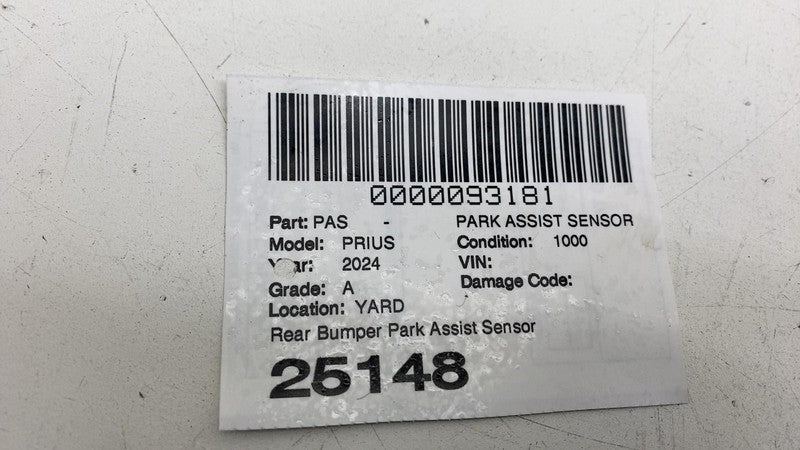 0000093181
Part: PAS - PARK ASSIST SENSOR
Model: PRIUS Condition: 1000
Year: 2024 VIN:
Grade: A Damage Code:
Location: YARD
Rear Bumper Park Assist Sensor
25148